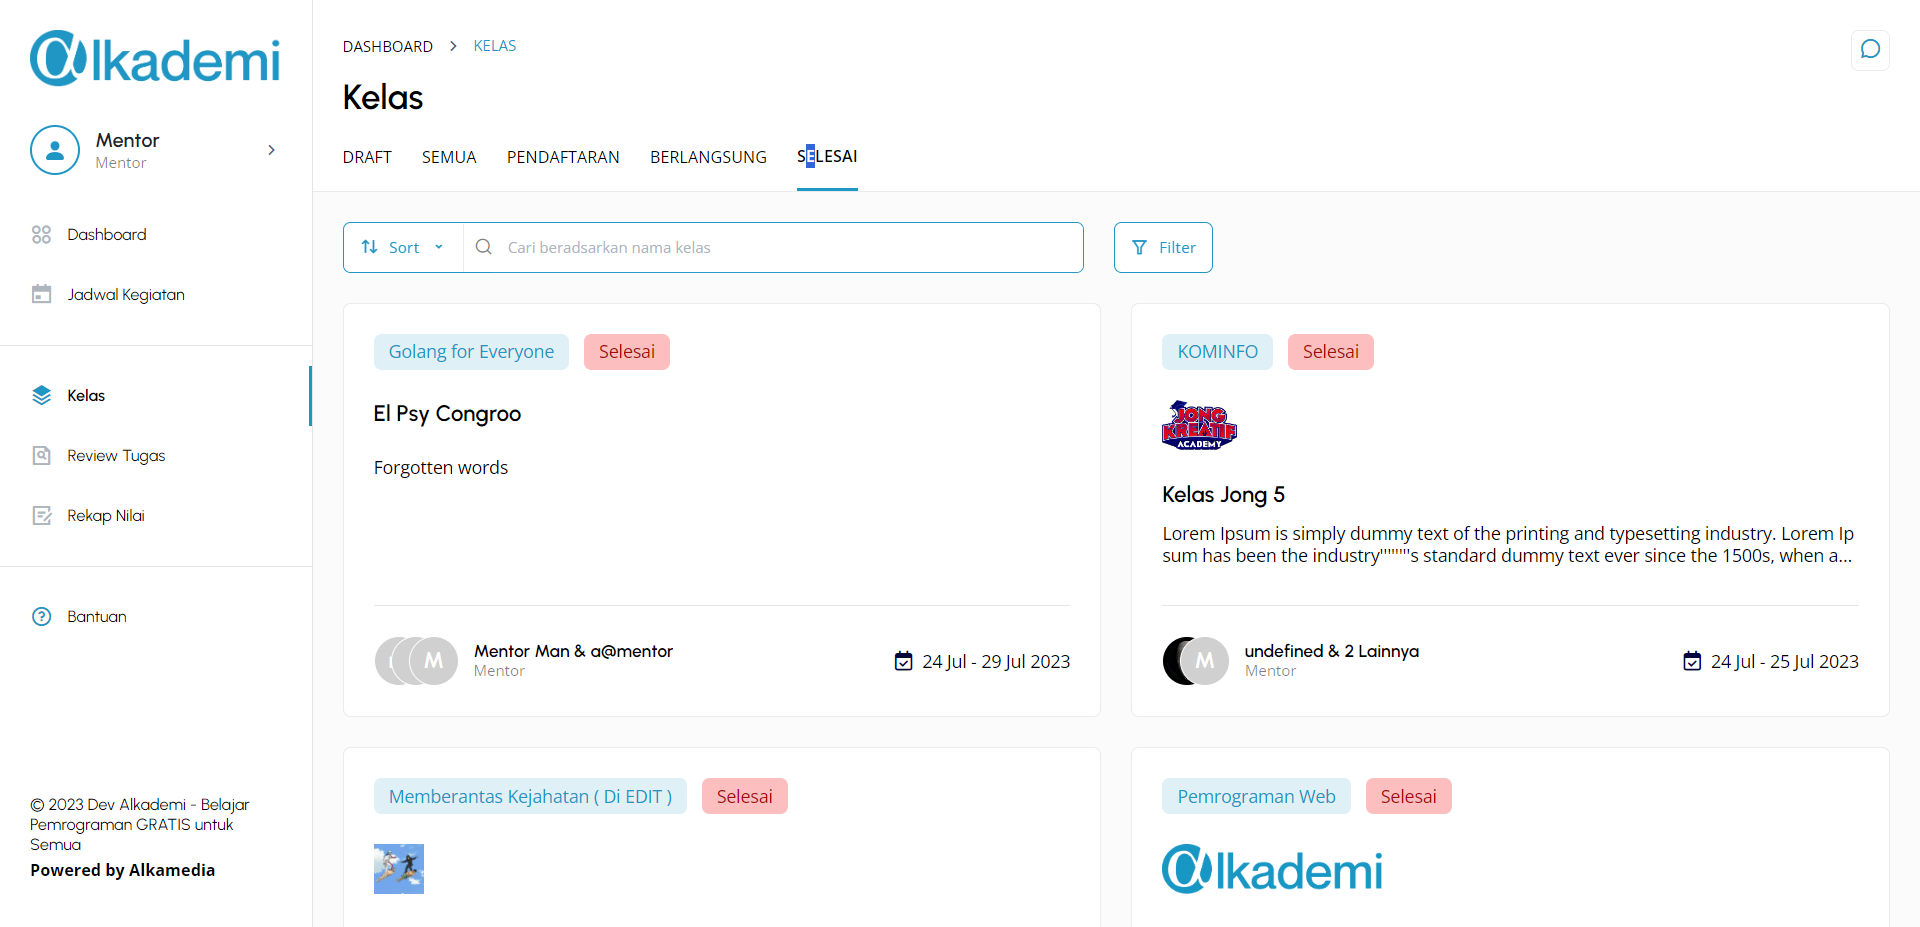 alkademi
Mentor
Mentor
Dashboard
Jadwal Kegiatan
Kelas
Review Tugas
Rekap Nilai
Bantuan
© 2023 Dev Alkademi - Belajar
Pemrograman GRATIS untuk
Semua
Powered by Alkamedia
DASHBOARD > KELAS
Kelas
DRAFT SEMUA PENDAFTARAN BERLANGSUNG SELESAI
Sort Cari beradsarkan nama kelas Filter
Golang for Everyone Selesai
El Psy Congroo
Forgotten words
M Mentor Man & a@mentor
Mentor
24 Jul - 29 Jul 2023
KOMINFO Selesai
JONG
KREATIF
ACADEMY
Kelas Jong 5
Lorem Ipsum is simply dummy text of the printing and typesetting industry. Lorem Ip
sum has been the industry''''''''s standard dummy text ever since the 1500s, when a...
M undefined & 2 Lainnya
Mentor
24 Jul - 25 Jul 2023
Memberantas Kejahatan ( Di EDIT ) Selesai
Pemrograman Web Selesai
alkademi